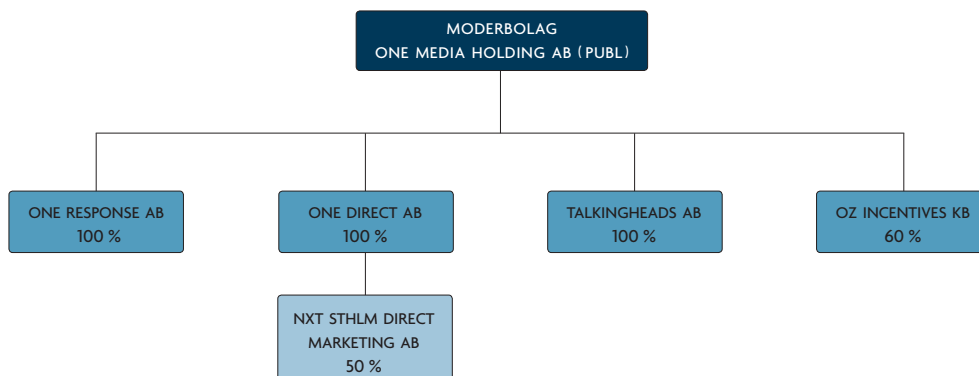 MODERBOLAG
ONE MEDIA HOLDING AB (PUBL)
ONE RESPONSE AB
100 %
ONE DIRECT AB
100 %
TALKINGHEADS AB
100 %
OZ INCENTIVES KB
60 %
NXT STHLM DIRECT
MARKETING AB
50 %